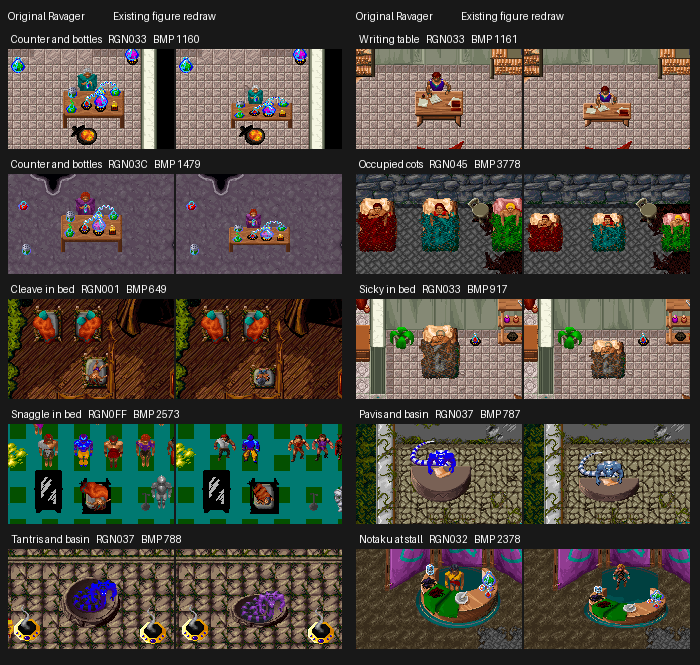 Original Ravager Existing figure redraw Original Ravager Existing figure redraw
Counter and bottles RGN033 BMP 1160 Writing table RGN033 BMP 1161
Counter and bottles RGN03C BMP 1479 Occupied cots RGN045 BMP 3778
Cleave in bed RGN001 BMP 649 Sicky in bed RGN033 BMP 917
Snaggle in bed RGN0FF BMP 2573 Pavis and basin RGN037 BMP 787
Tantris and basin RGN037 BMP 788 Notaku at stall RGN032 BMP 2378